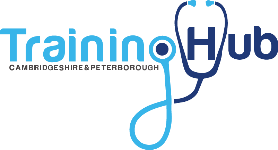 Training Hub
CAMBRIDGESHIRE & PETERBOROUGH